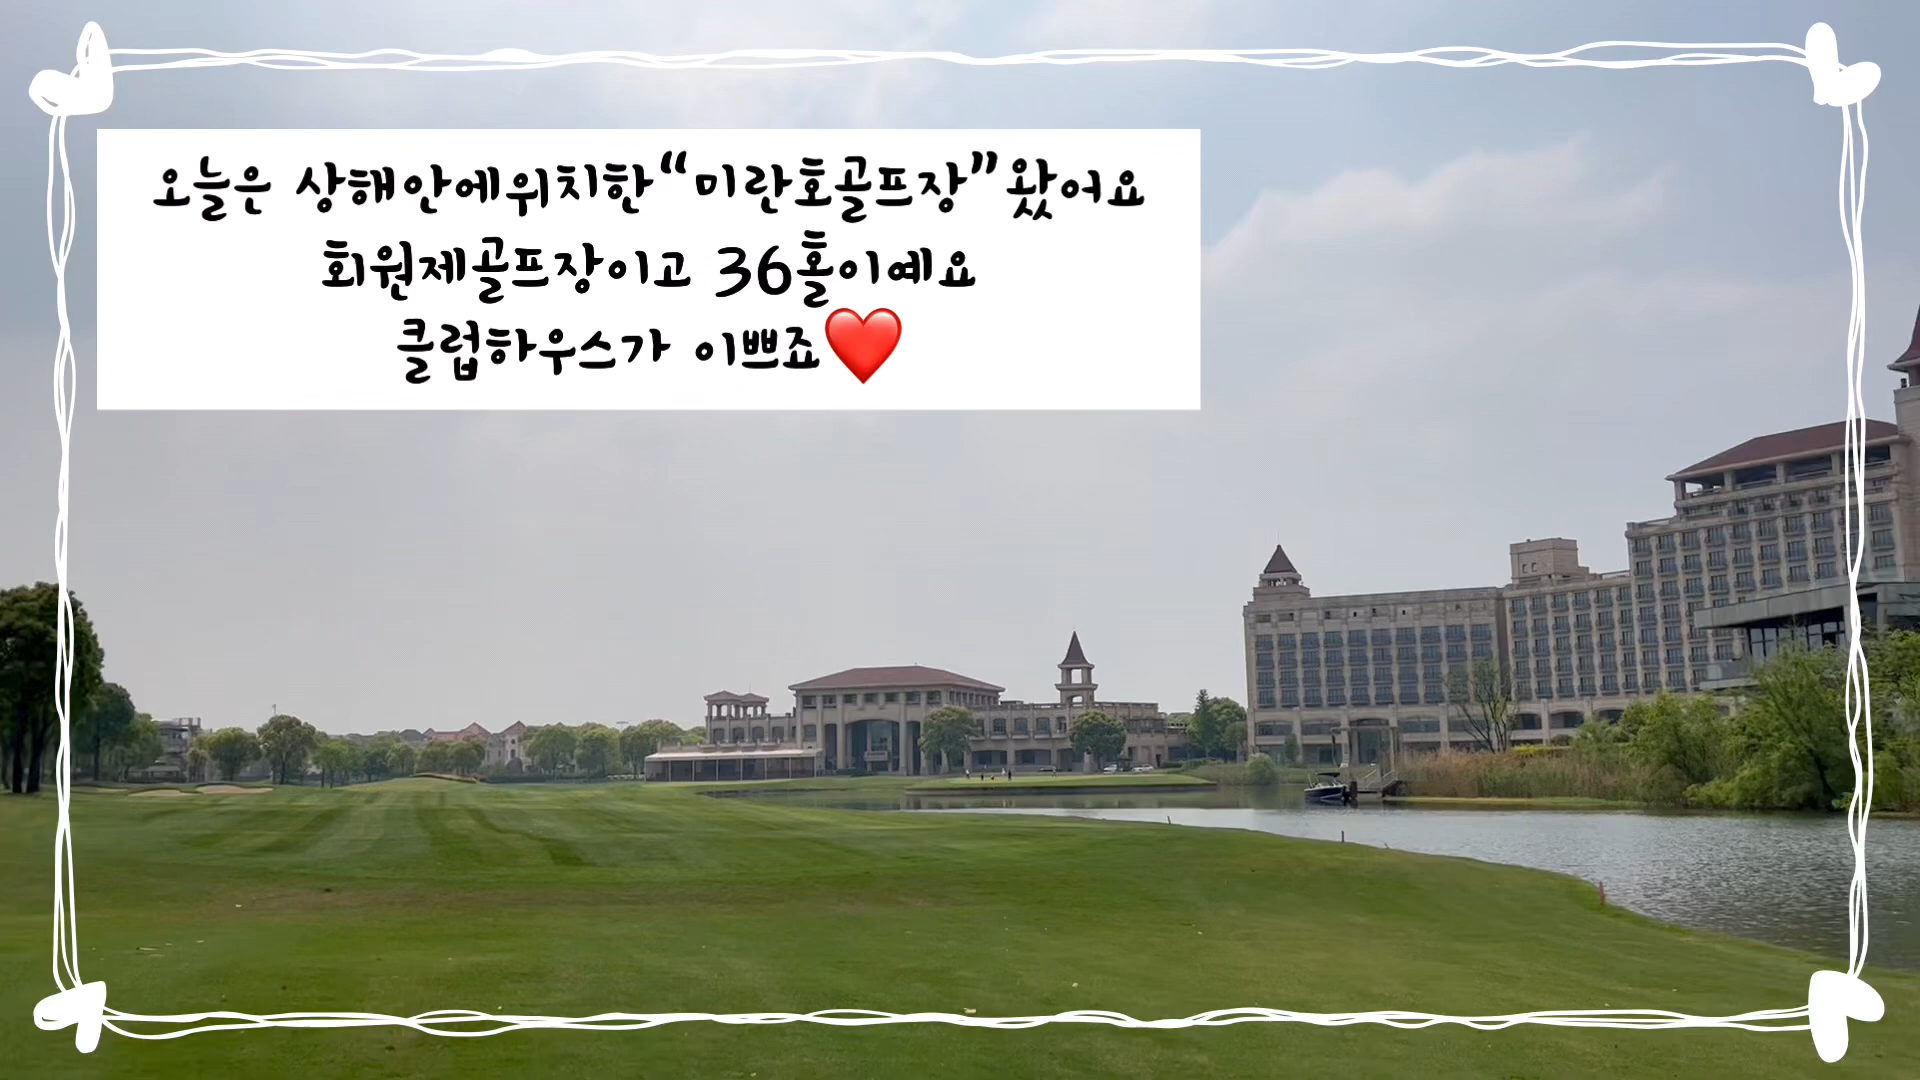 오늘은 상해안에위치한“미란호골프장”왔어요
회원제골프장이고 36홀이예요
클럽하우스가 이쁘죠❤️